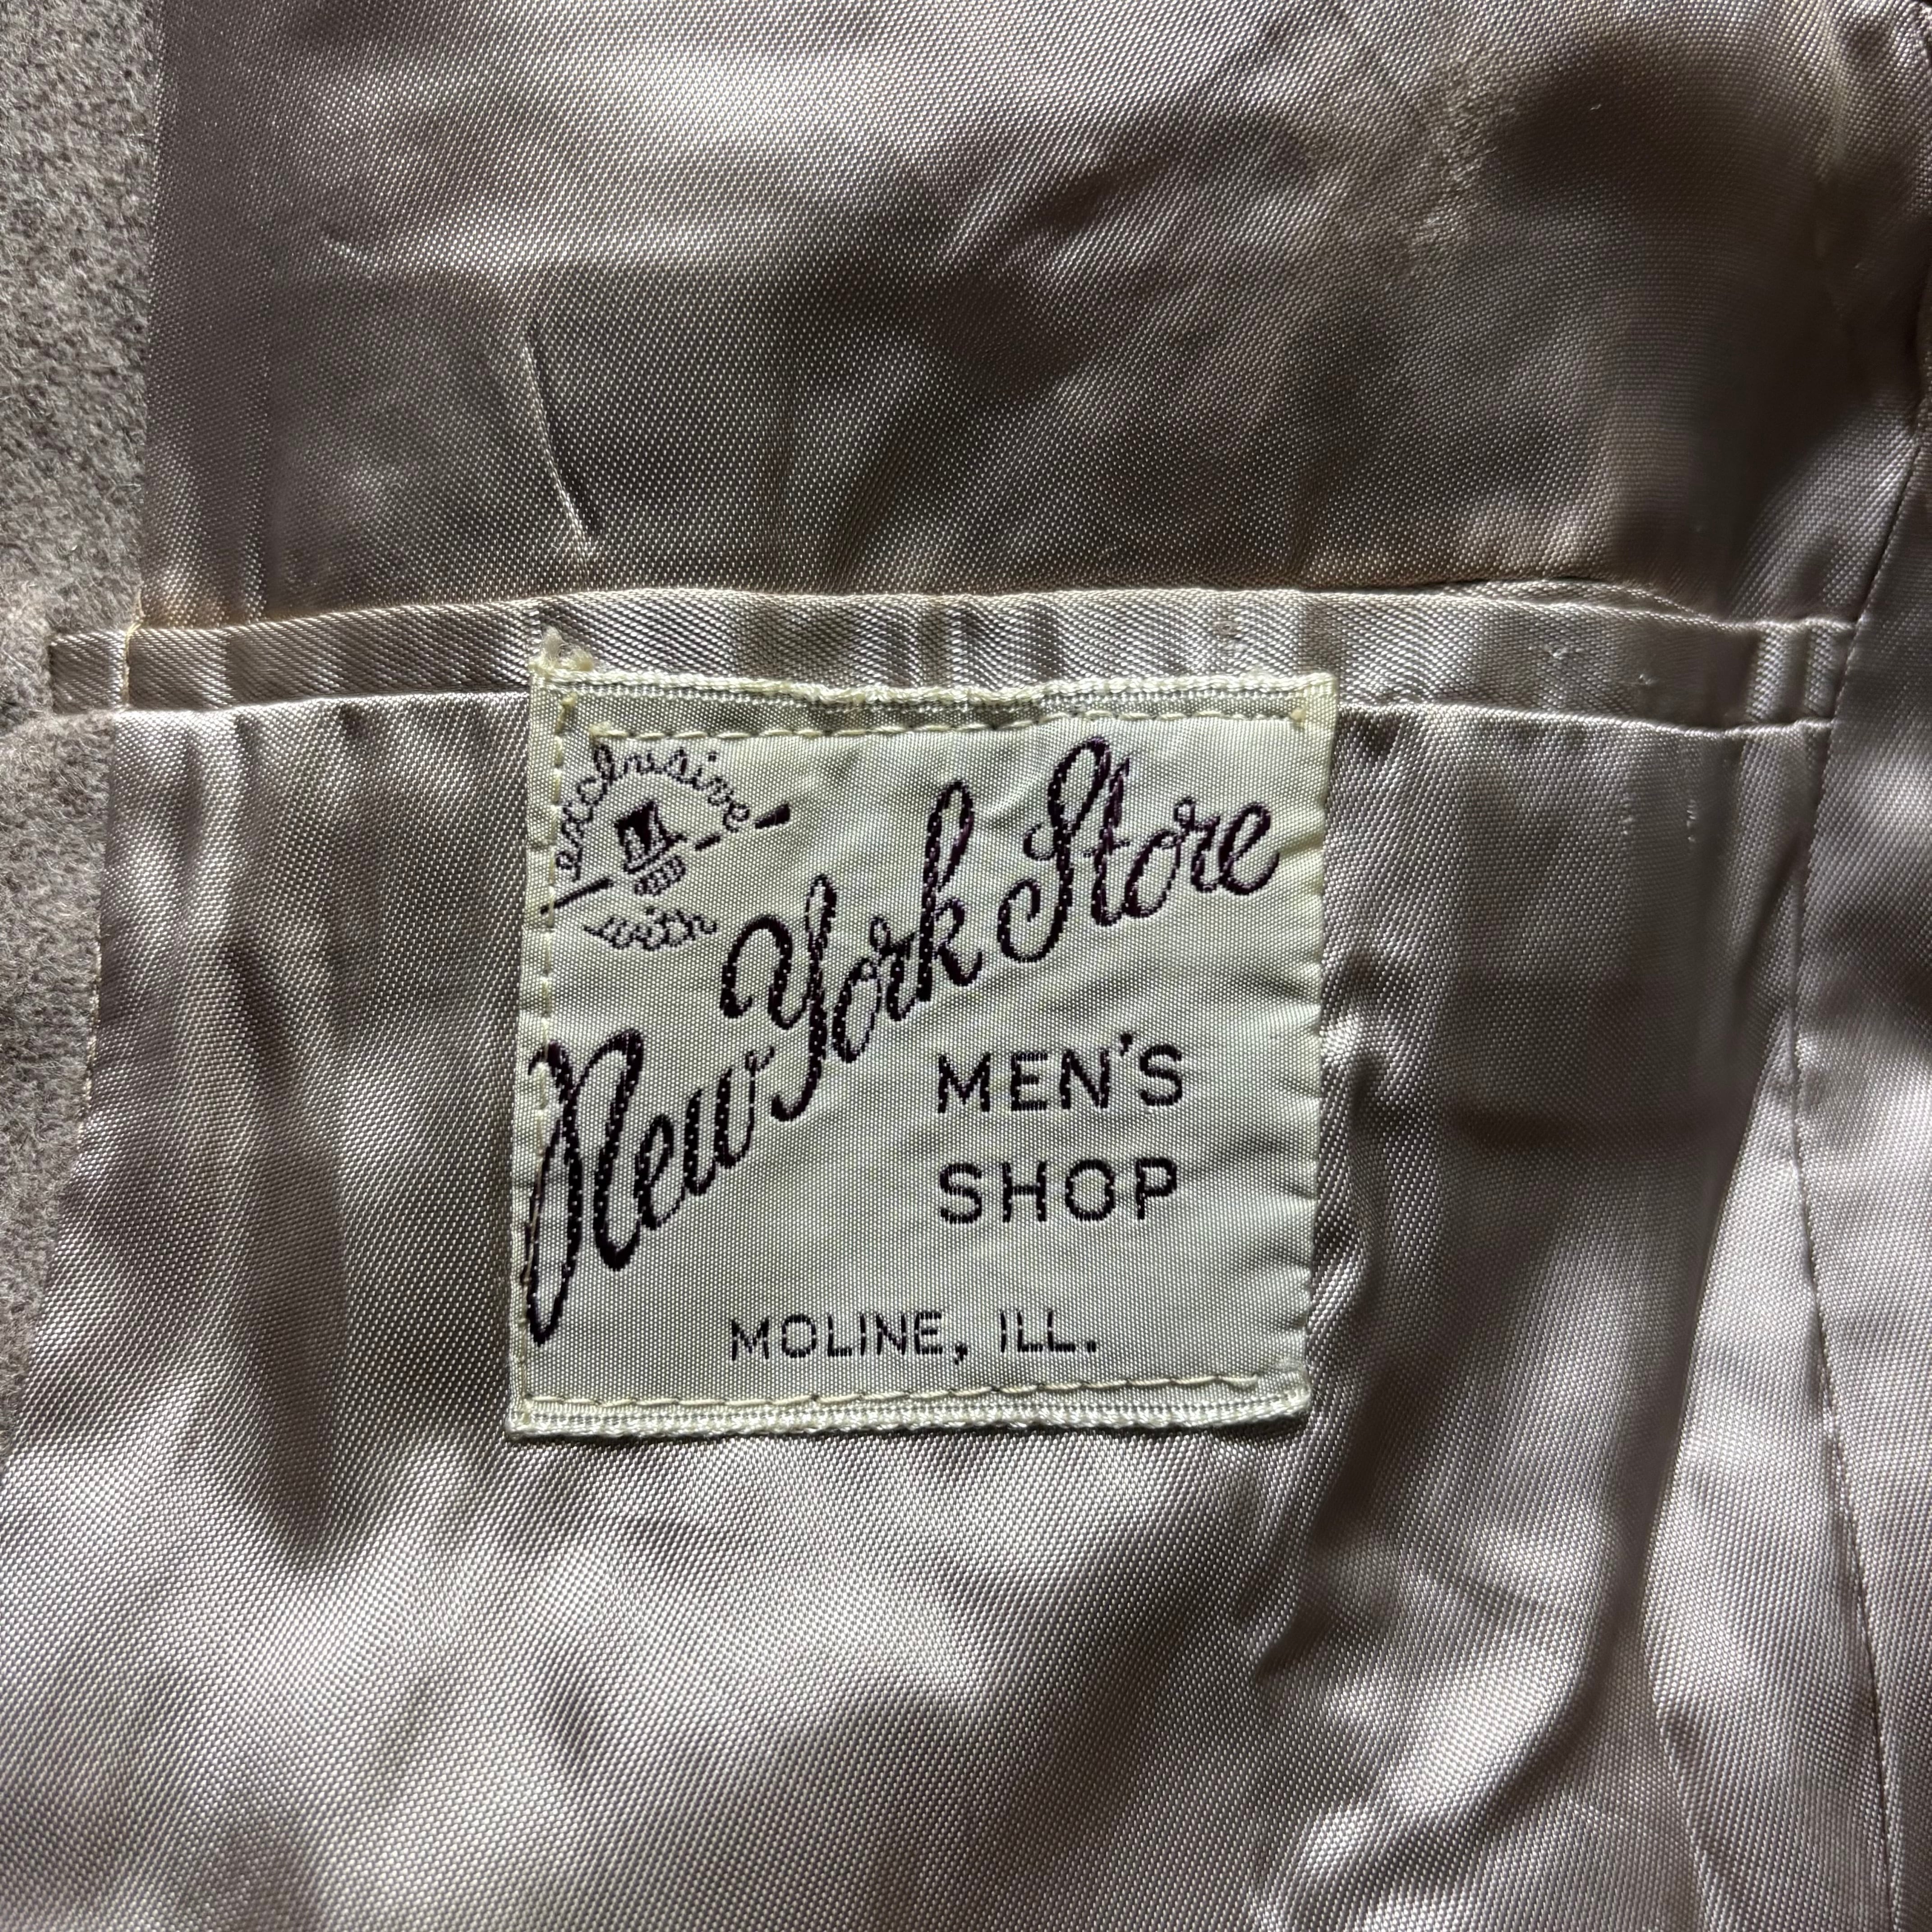 exclusive
with
New York Store
MEN'S
SHOP
MOLINE, ILL.